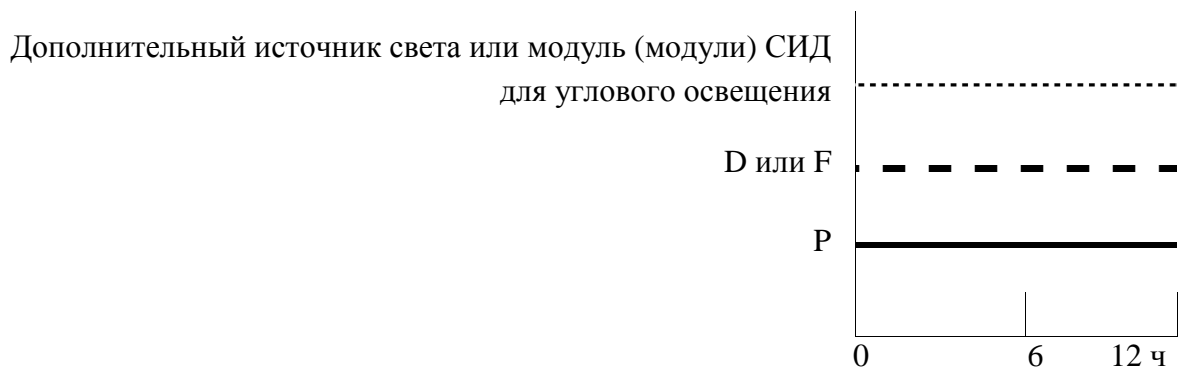 Дополнительный источник света или модуль (модули) СИД
для углового освещения
D или F
P
0 6 12 ч